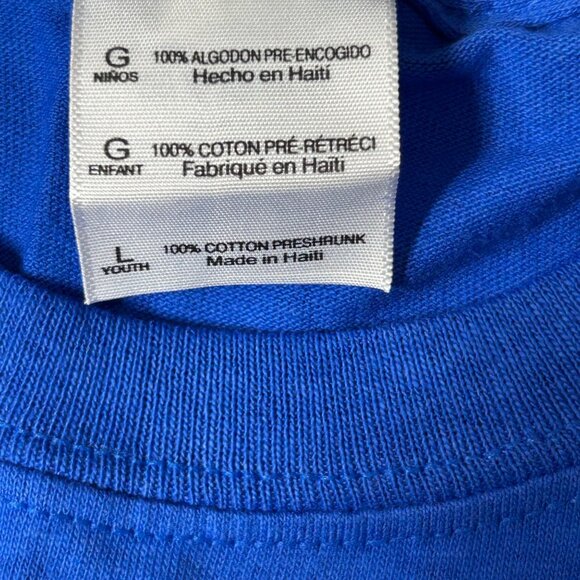 G 100% ALGODON PRE-ENCOGIDO
NIÑOS Hecho en Haiti
G 100% COTON PRÉ-RÉTRÉCI
ENFANT Fabriqué en Haïti
L 100% COTTON PRESHRUNK
YOUTH Made in Haiti